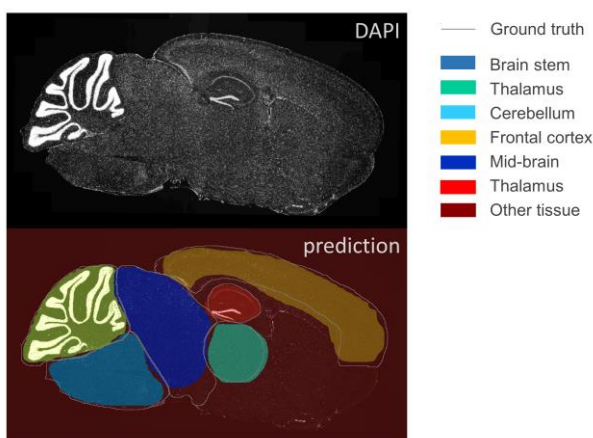 DAPI
prediction
Ground truth
Brain stem
Thalamus
Cerebellum
Frontal cortex
Mid-brain
Thalamus
Other tissue